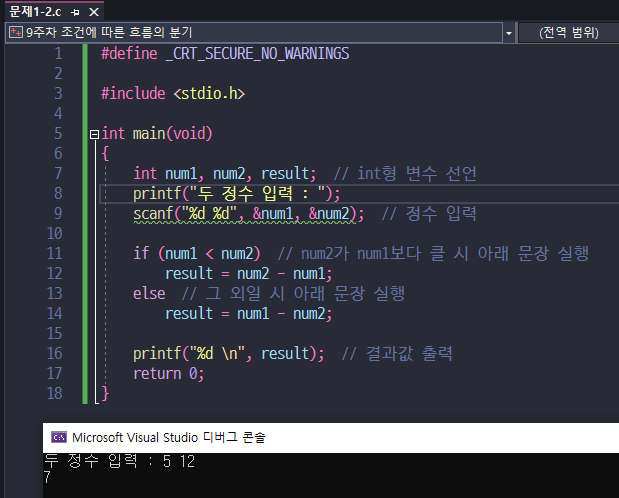 문제1-2.c
9주차 조건에 따른 흐름의 분기 (전역 범위)
1 #define _CRT_SECURE_NO_WARNINGS
2
3 #include <stdio.h>
4
5 int main(void)
6 {
7 int num1, num2, result; // int형 변수 선언
8 printf("두 정수 입력 : ");
9 scanf("%d %d", &num1, &num2); // 정수 입력
10
11 if (num1 < num2) // num2가 num1보다 클 시 아래 문장 실행
12 result = num2 - num1;
13 else // 그 외일 시 아래 문장 실행
14 result = num1 - num2;
15
16 printf("%d \n", result); // 결과값 출력
17 return 0;
18 }
Microsoft Visual Studio 디버그 콘솔
두 정수 입력 : 5 12
7